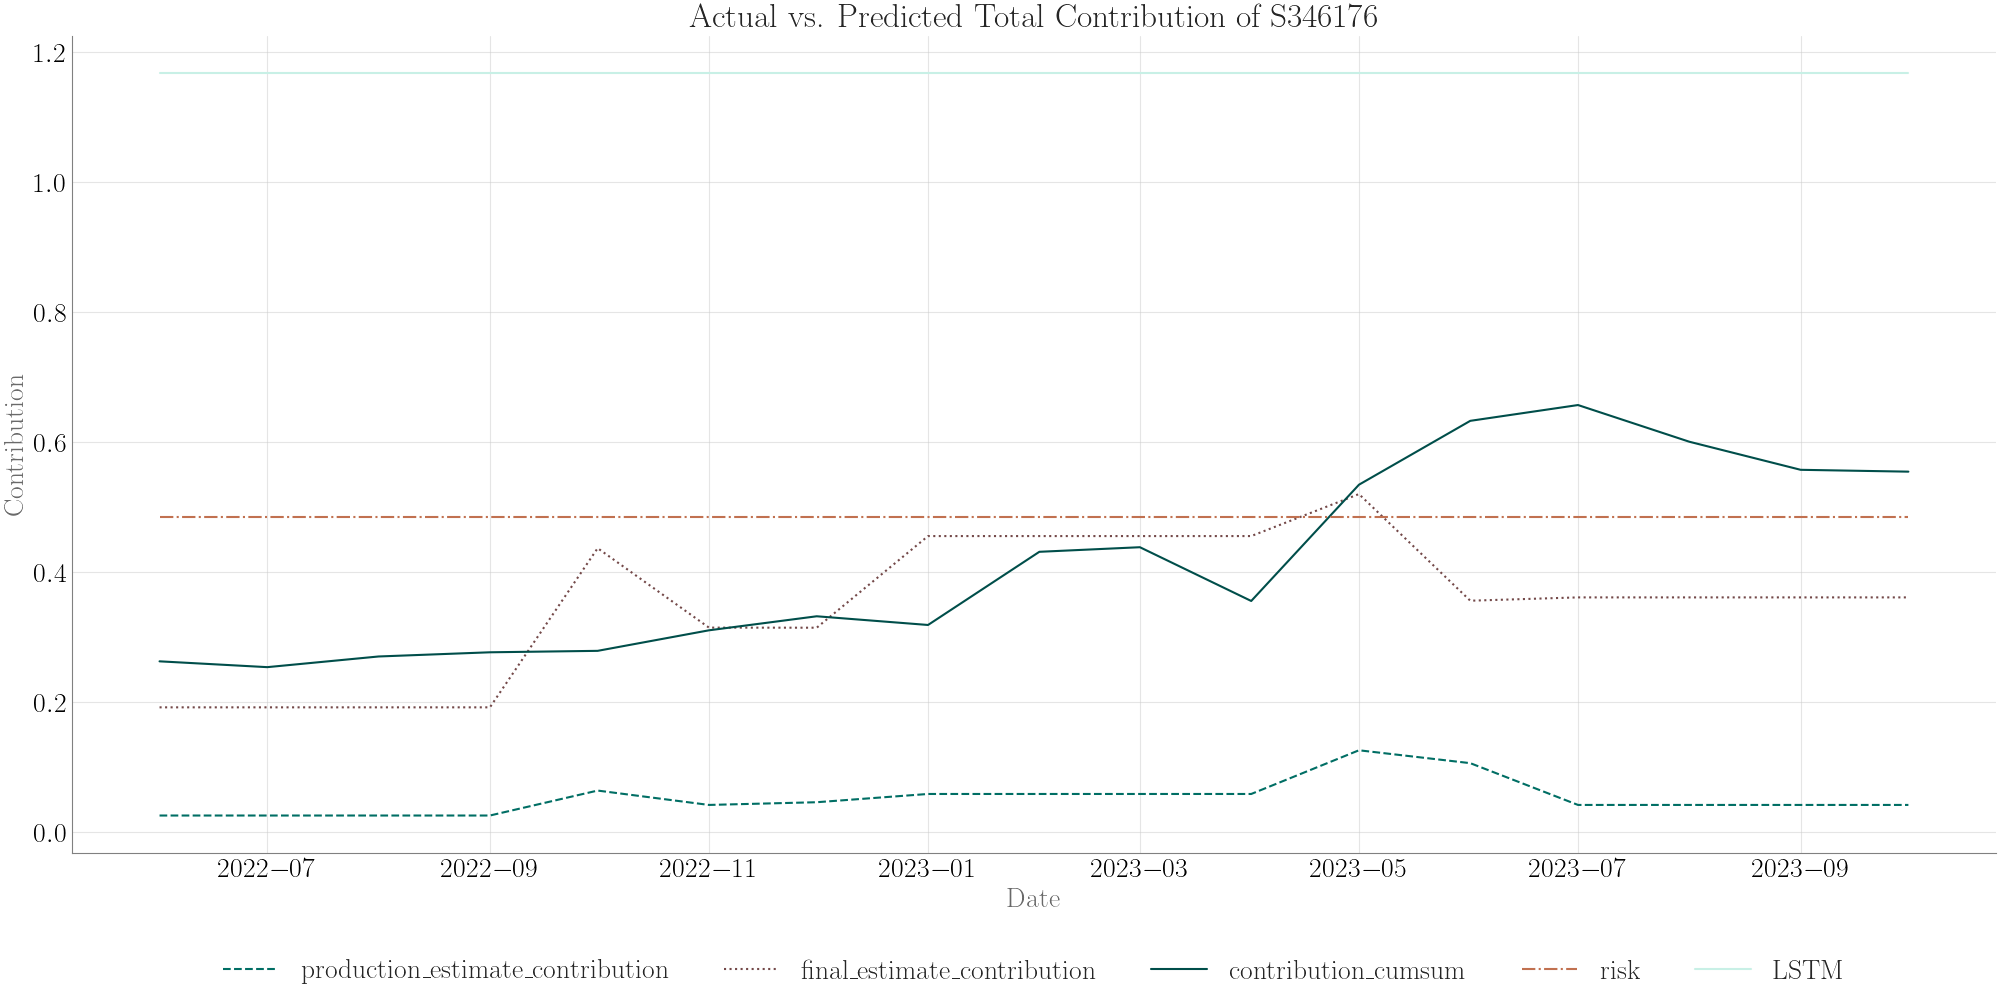 Actual vs. Predicted Total Contribution of S346176
1.2
1.0
0.8
0.6
0.4
0.2
0.0
Contribution
2022−07 2022−09 2022−11 2023−01 2023−03 2023−05 2023−07 2023−09
Date
production_estimate_contribution final_estimate_contribution contribution_cumsum risk LSTM